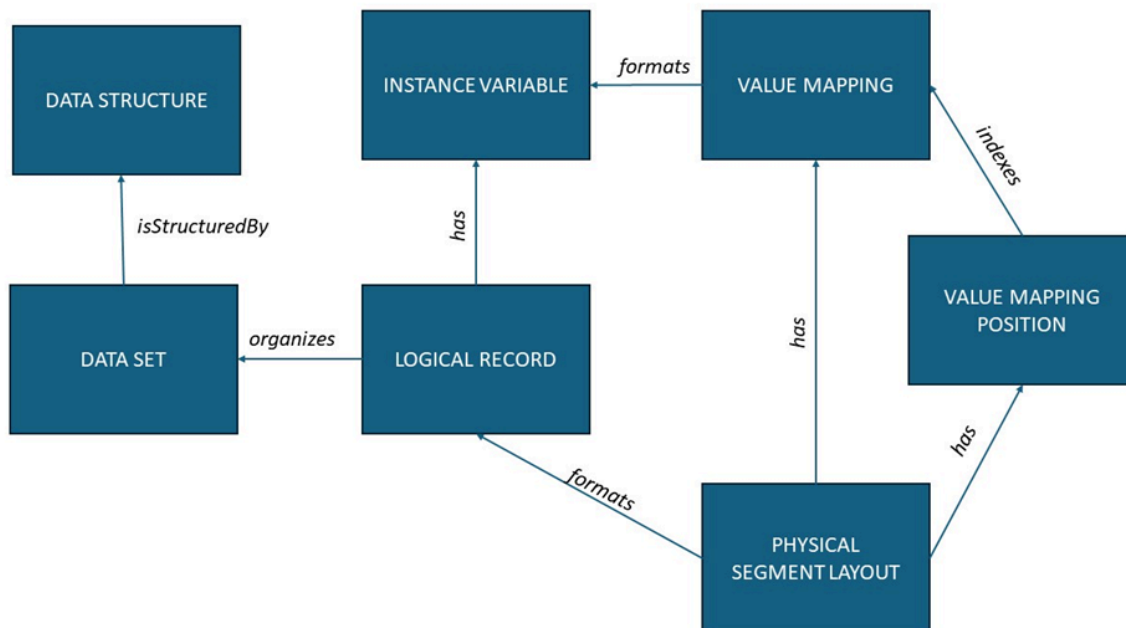 DATA STRUCTURE
INSTANCE VARIABLE
formats
VALUE MAPPING
indexes
isStructuredBy
has
has
VALUE MAPPING
POSITION
DATA SET
organizes
LOGICAL RECORD
has
formats
PHYSICAL
SEGMENT LAYOUT